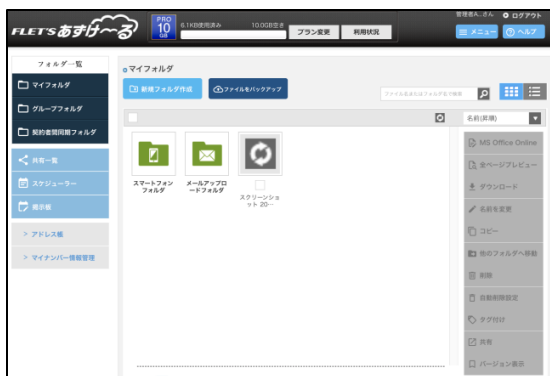 FLET'S あずけ～る
PRO
10
GB
6.1KB使用済み
10.0GB空き
プラン変更
利用状況
管理者A...さん
ログアウト
メニュー
ヘルプ
フォルダ一覧
マイフォルダ
グループフォルダ
契約者間同期フォルダ
共有一覧
スケジューラー
掲示板
> アドレス帳
> マイナンバー情報管理
マイフォルダ
新規フォルダ作成
ファイルをバックアップ
ファイル名またはフォルダ名で検索
名前(昇順)
スマートフォン
フォルダ
メールアップロ
ードフォルダ
スクリーンショ
ット 20…
MS Office Online
全ページプレビュー
ダウンロード
名前を変更
コピー
他のフォルダへ移動
削除
自動削除設定
タグ付け
共有
バージョン表示